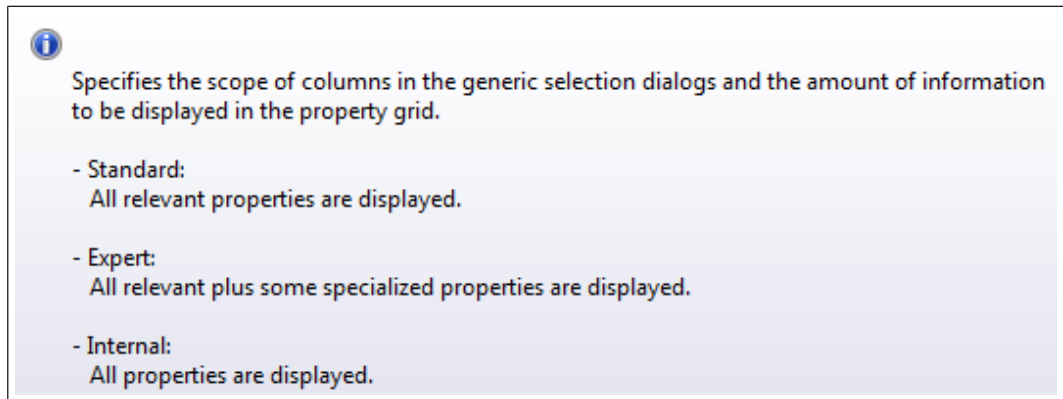 Specifies the scope of columns in the generic selection dialogs and the amount of information
to be displayed in the property grid.
- Standard:
All relevant properties are displayed.
- Expert:
All relevant plus some specialized properties are displayed.
- Internal:
All properties are displayed.